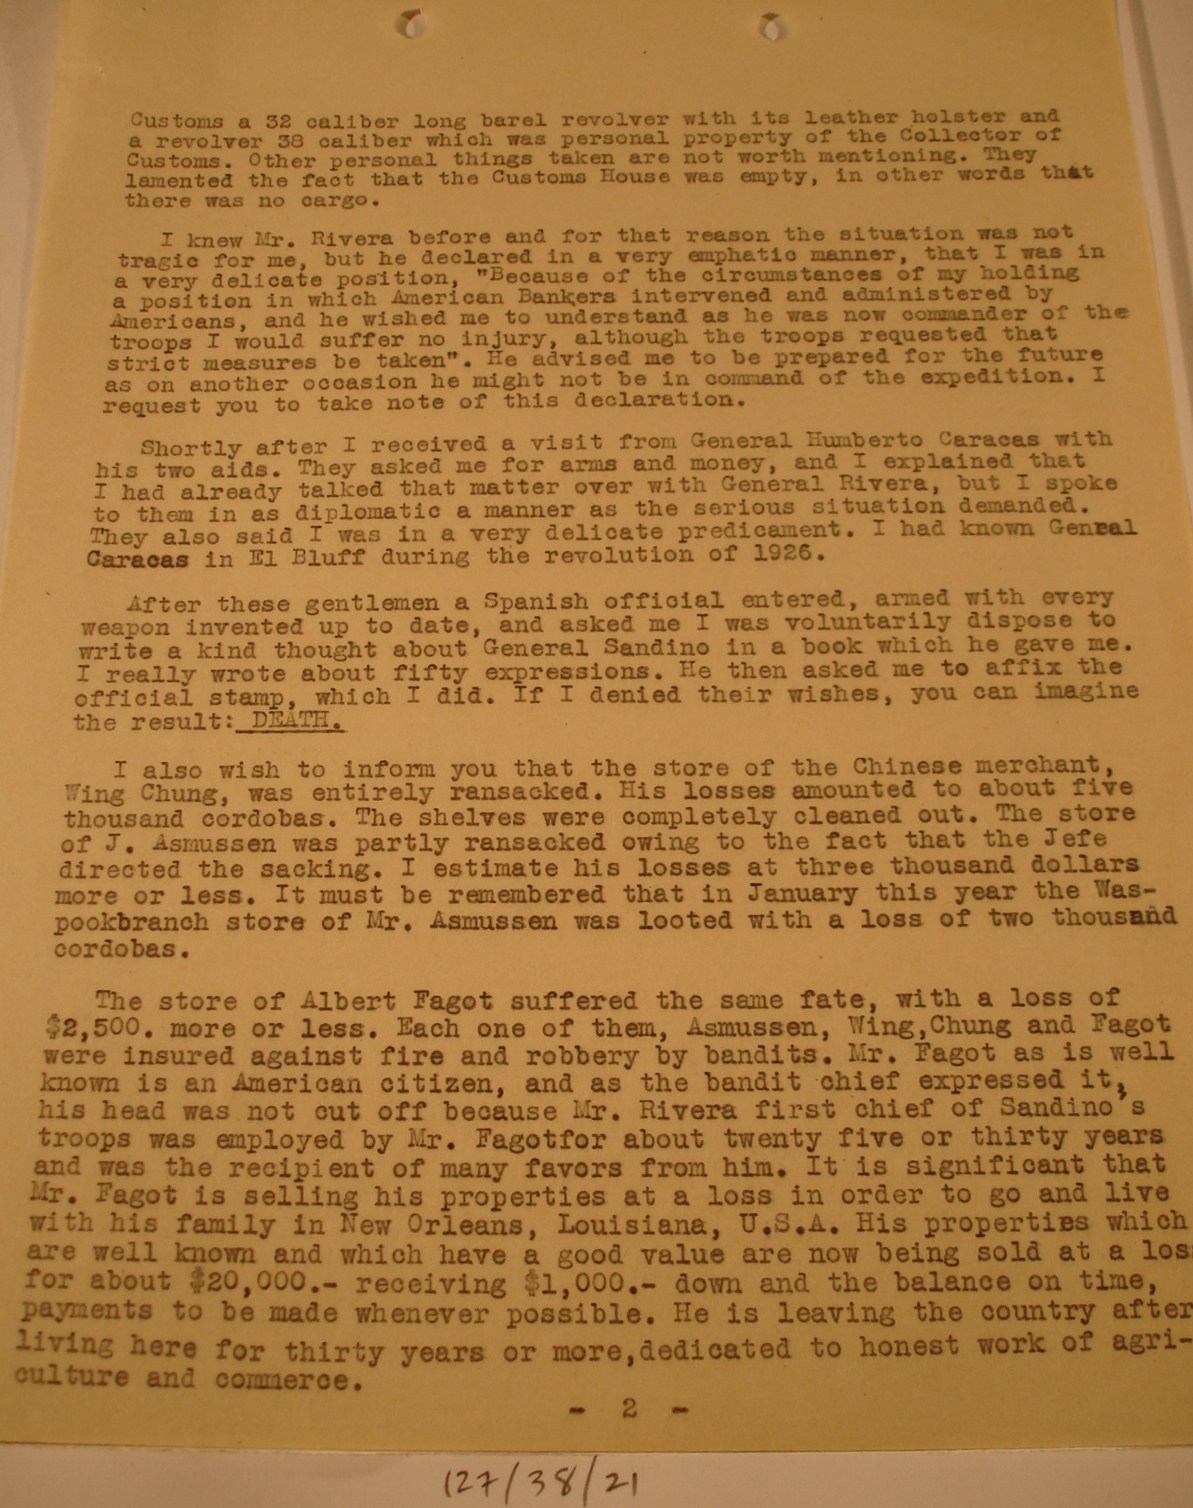 Customs a 32 caliber long barel revolver with its leather holster and
a revolver 38 caliber which was personal property of the Collector of
Customs. Other personal things taken are not worth mentioning. They
lamented the fact that the Customs House was empty, in other words that
there was no cargo.
I knew Mr. Rivera before and for that reason the situation was not
tragic for me, but he declared in a very emphatic manner, that I was in
a very delicate position, "Because of the circumstances of my holding
a position in which American Bankers intervened and administered by
Americans, and he wished me to understand as he was now commander of the
troops I would suffer no injury, although the troops requested that
strict measures be taken". He advised me to be prepared for the future
as on another occasion he might not be in command of the expedition. I
request you to take note of this declaration.
Shortly after I received a visit from General Humberto Caracas with
his two aids. They asked me for arms and money, and I explained that
I had already talked that matter over with General Rivera, but I spoke
to them in as diplomatic a manner as the serious situation demanded.
They also said I was in a very delicate predicament. I had known Genral
Caracas in El Bluff during the revolution of 1926.
After these gentlemen a Spanish official entered, armed with every
weapon invented up to date, and asked me I was voluntarily dispose to
write a kind thought about General Sandino in a book which he gave me.
I really wrote about fifty expressions. He then asked me to affix the
official stamp, which I did. If I denied their wishes, you can imagine
the result: DEATH.
I also wish to inform you that the store of the Chinese merchant,
Wing Chung, was entirely ransacked. His losses amounted to about five
thousand cordobas. The shelves were completely cleaned out. The store
of J. Asmussen was partly ransacked owing to the fact that the Jefe
directed the sacking. I estimate his losses at three thousand dollars
more or less. It must be remembered that in January this year the Was-
pookbranch store of Mr. Asmussen was looted with a loss of two thousand
cordobas.
The store of Albert Fagot suffered the same fate, with a loss of
$2,500. more or less. Each one of them, Asmussen, Wing,Chung and Fagot
were insured against fire and robbery by bandits. Mr. Fagot as is well
known is an American citizen, and as the bandit chief expressed it,
his head was not cut off because Mr. Rivera first chief of Sandino's
troops was employed by Mr. Fagotfor about twenty five or thirty years
and was the recipient of many favors from him. It is significant that
Mr. Fagot is selling his properties at a loss in order to go and live
with his family in New Orleans, Louisiana, U.S.A. His properties which
are well known and which have a good value are now being sold at a los
for about $20,000.- receiving $1,000.- down and the balance on time,
payments to be made whenever possible. He is leaving the country after
living here for thirty years or more,dedicated to honest work of agri-
culture and commerce.
- 2 -
127/38/21